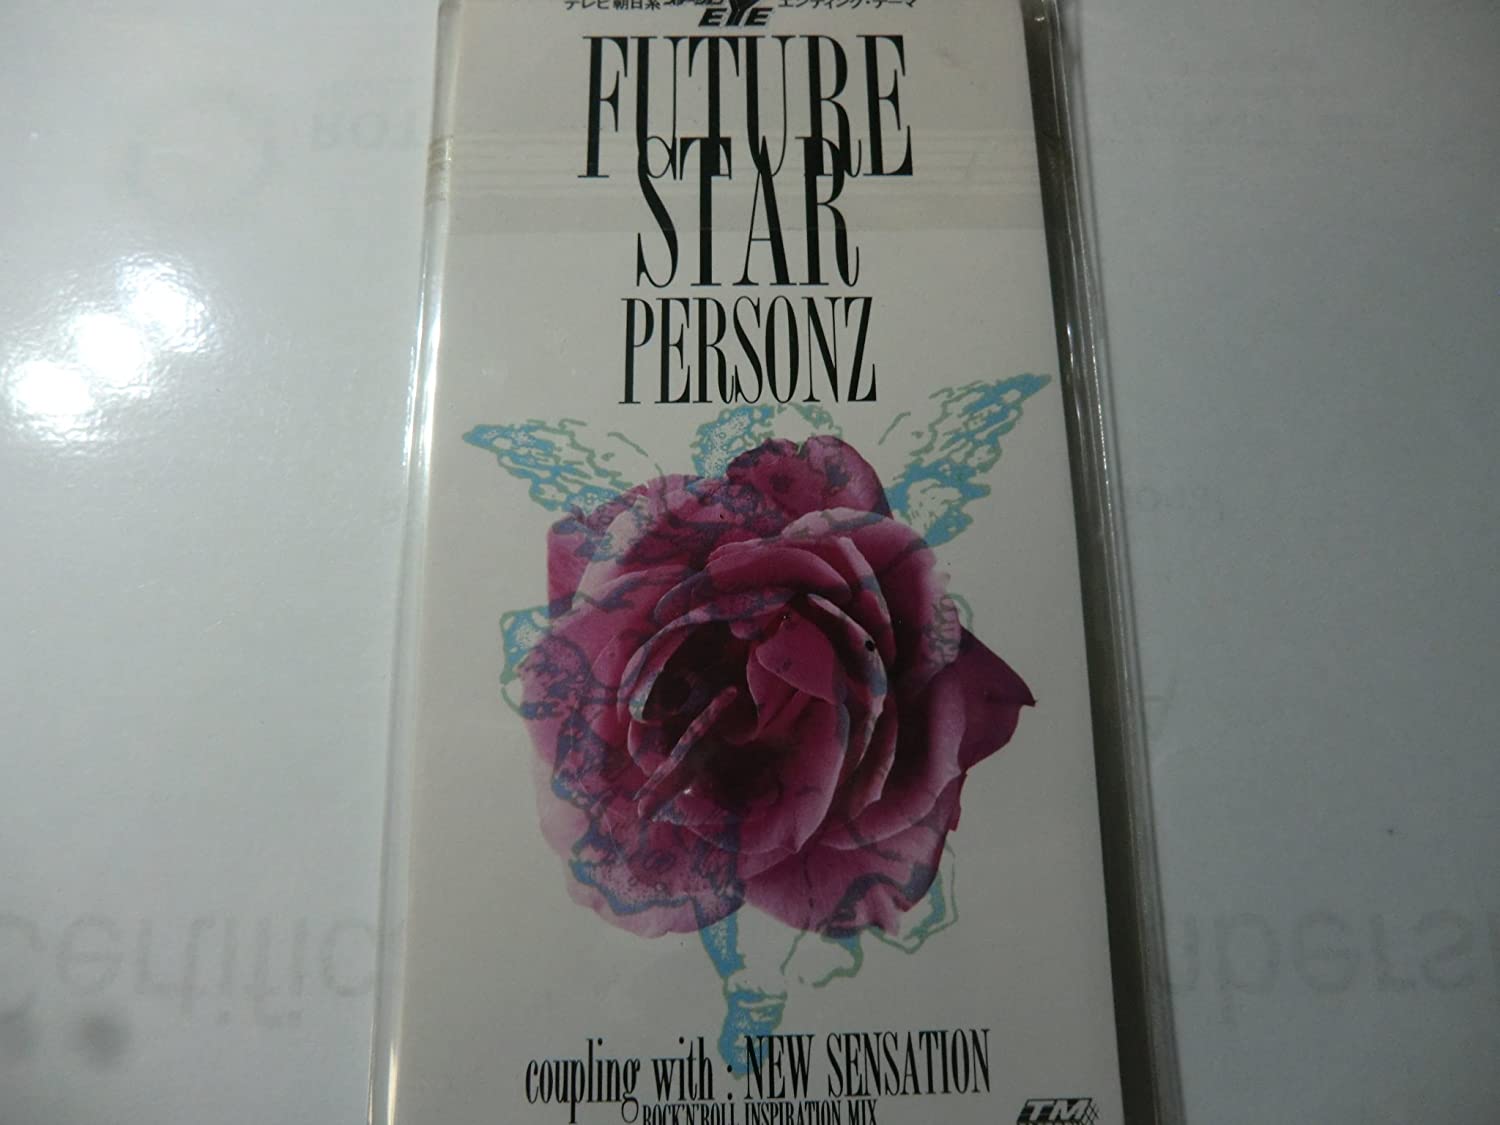 テレビ朝日系
EYE
エンディング・テーマ
FUTURE
STAR
PERSONZ
coupling with : NEW SENSATION
ROCK'N'ROLL INSPIRATION MIX
TM